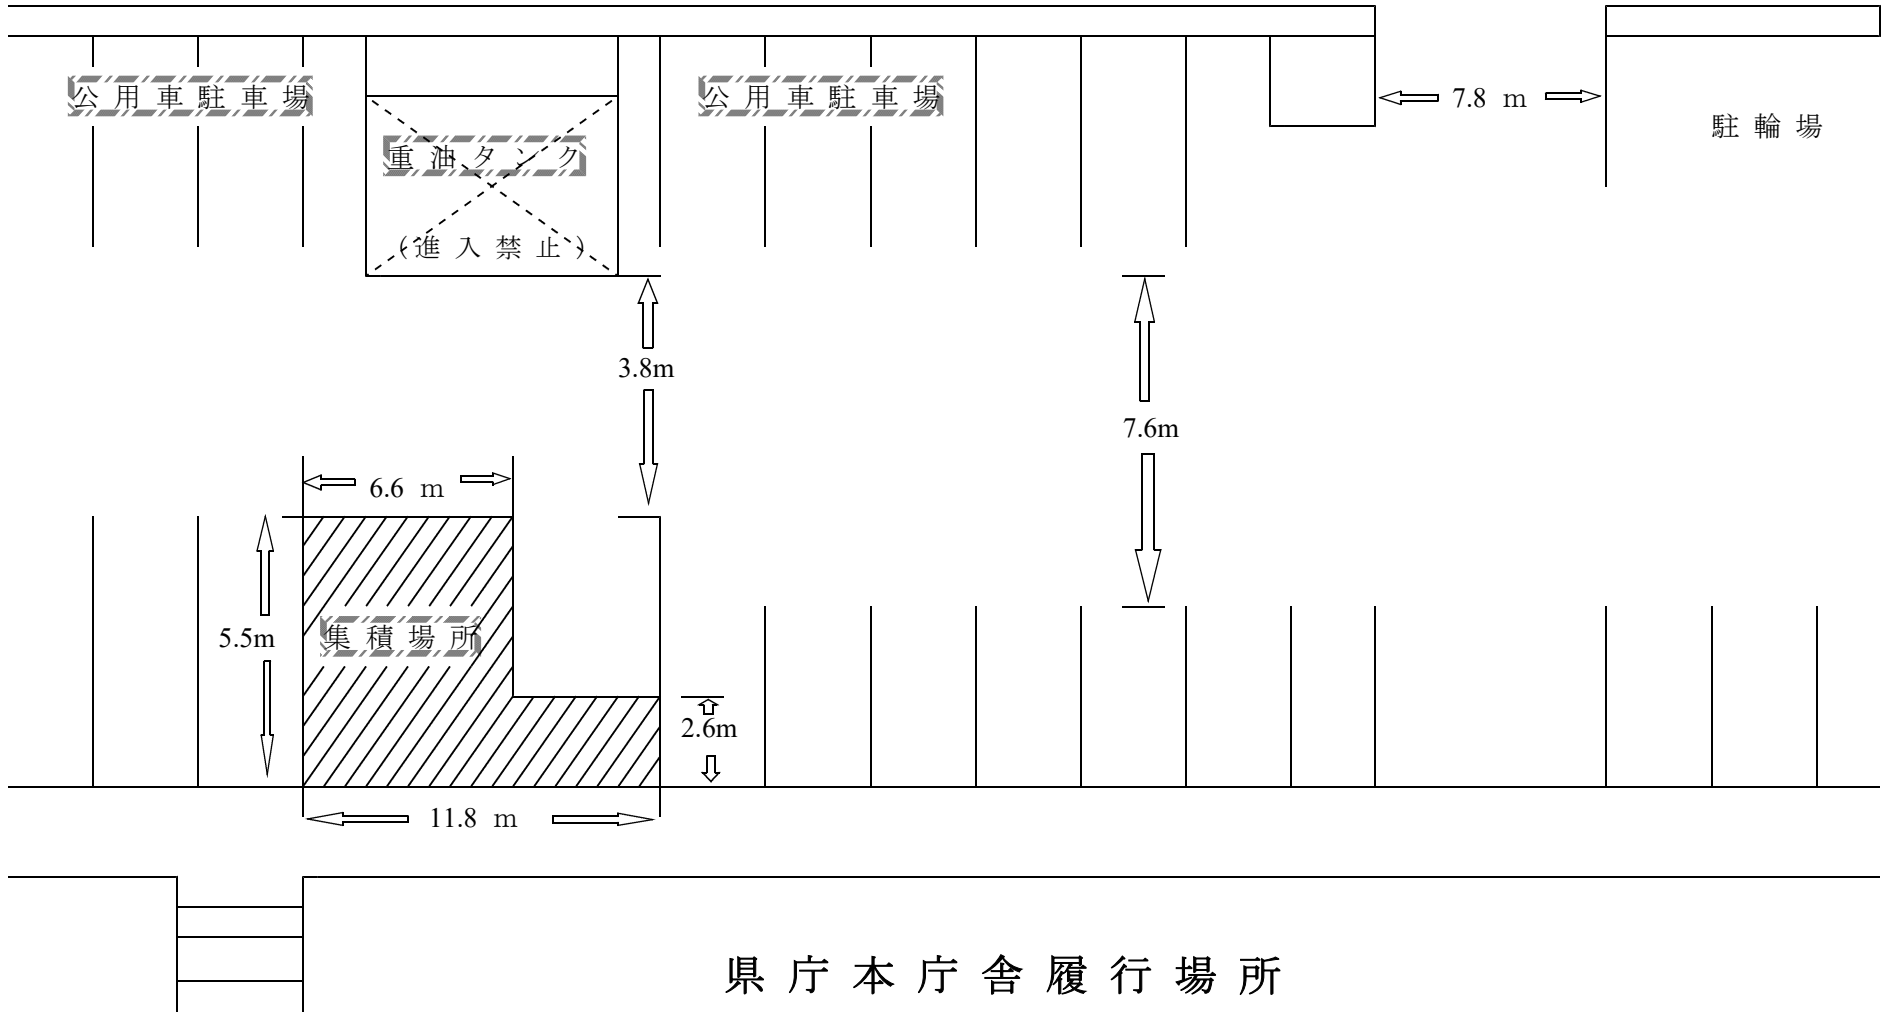 公用車駐車場
公用車駐車場
7.8 m
駐輪場
重油タンク
(進入禁止)
3.8m
7.6m
6.6 m
5.5m
集積場所
2.6m
11.8 m
県庁本庁舎履行場所